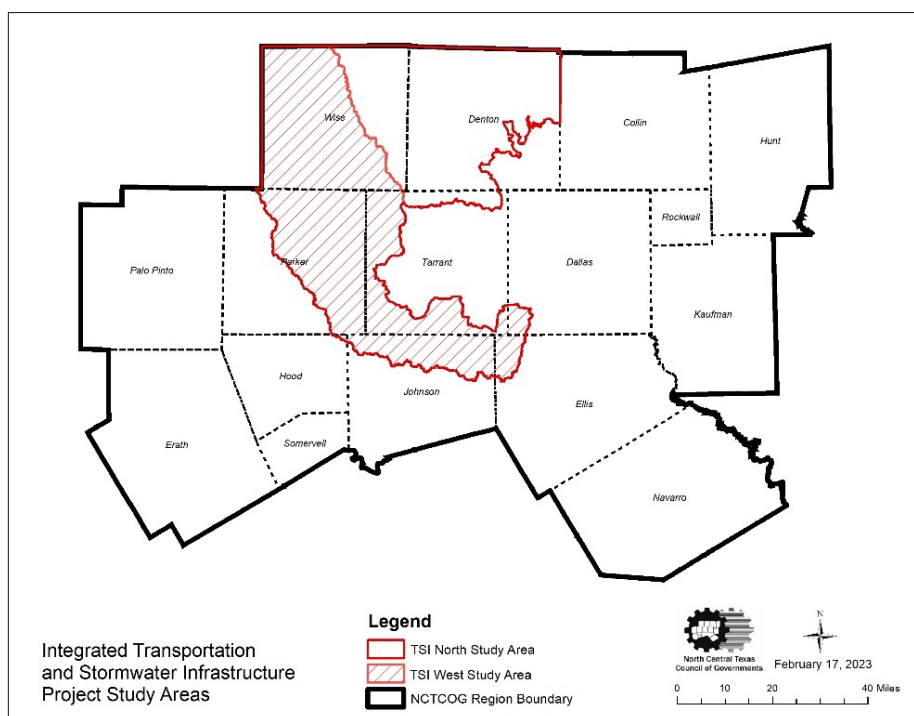 Wise
Denton
Collin
Hunt
Rockwall
Palo Pinto
Parker
Tarrant
Dallas
Kaufman
Hood
Johnson
Ellis
Erath
Somervell
Navarro
Integrated Transportation
and Stormwater Infrastructure
Project Study Areas
Legend
TSI North Study Area
TSI West Study Area
NCTCOG Region Boundary
North Central Texas
Council of Governments
N
February 17, 2023
0 10 20 40 Miles